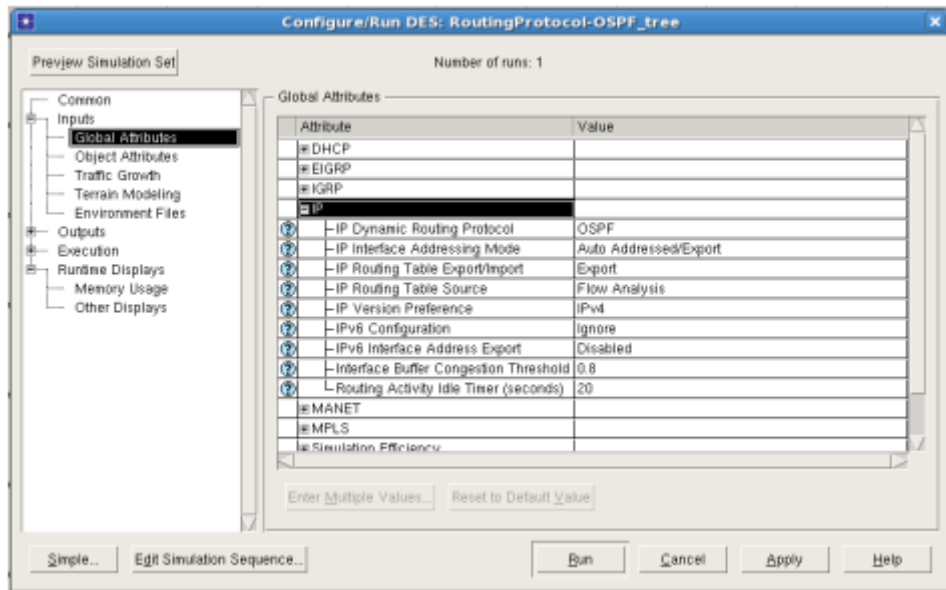 Configure/Run DES: RoutingProtocol-OSPF_tree
Preview Simulation Set
Number of runs: 1
Common
Inputs
Global Attributes
Object Attributes
Traffic Growth
Terrain Modeling
Environment Files
Outputs
Execution
Runtime Displays
Memory Usage
Other Displays
Global Attributes
Attribute Value
DHCP
EIGRP
IGRP
IP
IP Dynamic Routing Protocol OSPF
IP Interface Addressing Mode Auto Addressed/Export
IP Routing Table Export/Import Export
IP Routing Table Source Flow Analysis
IP Version Preference IPv4
IPv6 Configuration Ignore
IPv6 Interface Address Export Disabled
Interface Buffer Congestion Threshold 0.8
Routing Activity Idle Timer (seconds) 20
MANET
MPLS
Simulation Efficiency
Enter Multiple Values... Reset to Default Value
Simple... Edit Simulation Sequence... Run Cancel Apply Help